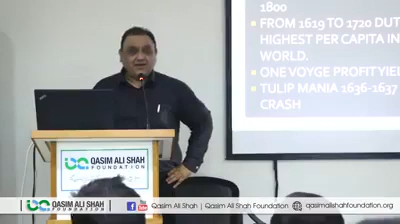 1800
FROM 1619 TO 1720 DUT
HIGHEST PER CAPITA IN
WORLD.
ONE VOYGE PROFIT YIEL
TULIP MANIA 1636-1637
CRASH
QASIM ALI SHAH
FOUNDATION
QASIM ALI SHAH
FOUNDATION
Qasim Ali Shah | Qasim Ali Shah Foundation | qasimalishahfoundation.org